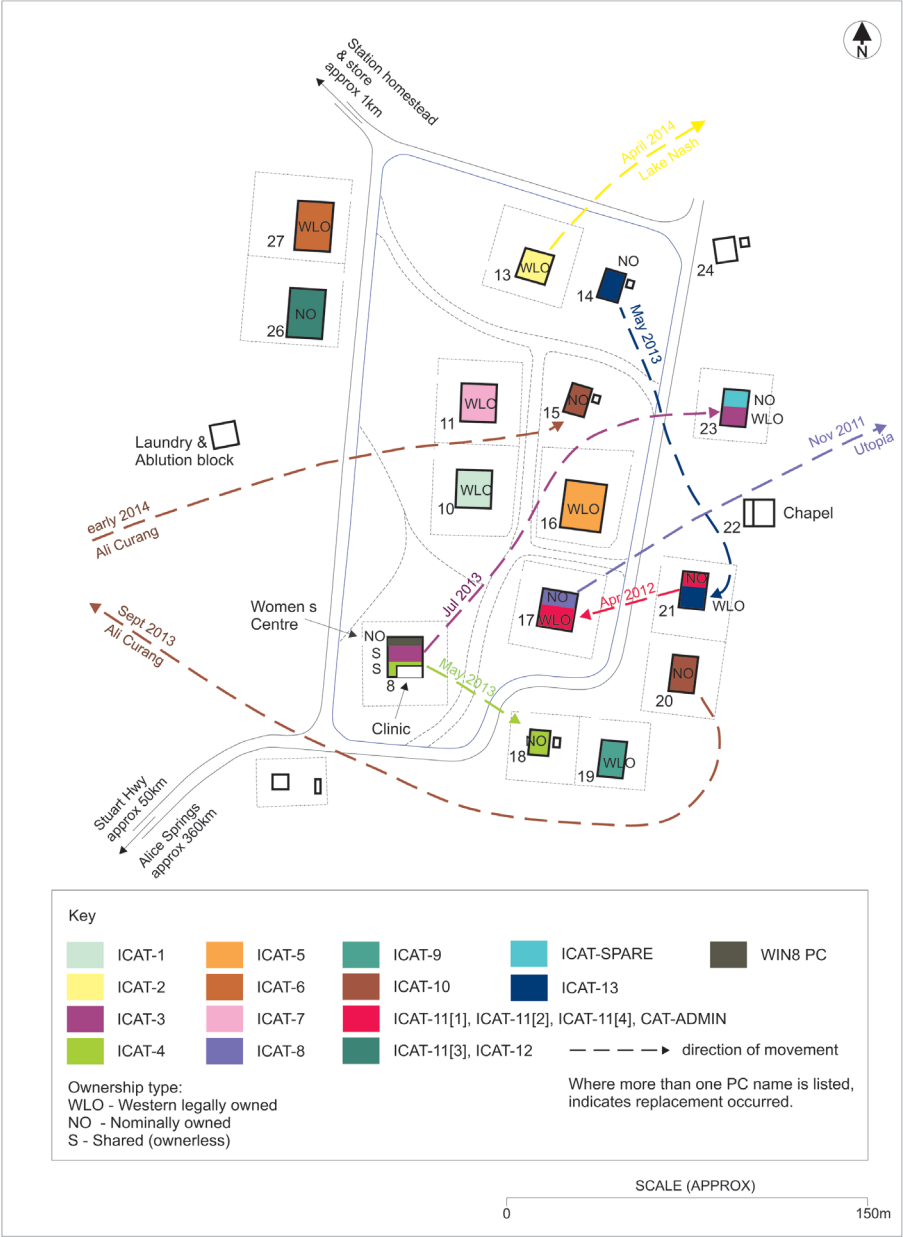 N
Station homestead
& store
approx 1km
April 2014
Lake Nash
27
WLO
26
NO
13
WLO
NO
14
24
May 2013
11
WLO
15
NO
NO
WLO
23
Laundry &
Ablution block
Nov 2011
Utopia
10
WLO
16
WLO
early 2014
Ali Curang
22
Chapel
Jul 2013
NO
17
WLO
Apr 2012
NO
21
WLO
Women s
Centre
NO
S
S
8
Clinic
Sept 2013
Ali Curang
May 2013
NO
20
NO
18
19
WLO
Stuart Hwy
approx 50km
Alice Springs
approx 360km
Key
ICAT-1
ICAT-5
ICAT-9
ICAT-SPARE
WIN8 PC
ICAT-2
ICAT-6
ICAT-10
ICAT-13
ICAT-3
ICAT-7
ICAT-11[1], ICAT-11[2], ICAT-11[4], CAT-ADMIN
ICAT-4
ICAT-8
ICAT-11[3], ICAT-12
direction of movement
Ownership type:
WLO - Western legally owned
NO - Nominally owned
S - Shared (ownerless)
Where more than one PC name is listed,
indicates replacement occurred.
SCALE (APPROX)
0
150m